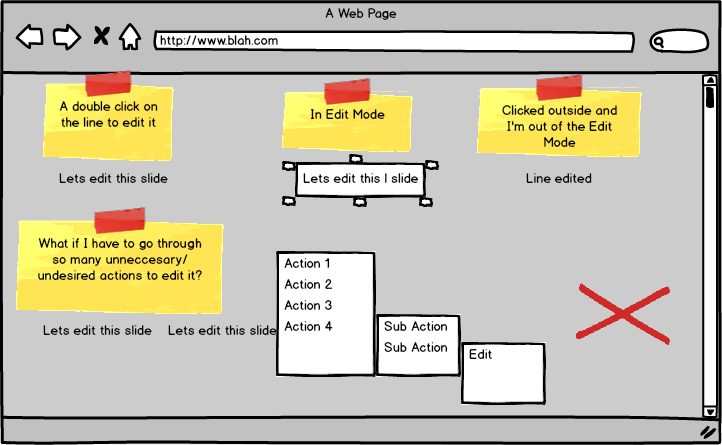 A Web Page
http://www.blah.com
A double click on
the line to edit it
In Edit Mode
Clicked outside and
I'm out of the Edit
Mode
Lets edit this slide
Lets edit this I slide
Line edited
What if I have to go through
so many unneccesary/
undesired actions to edit it?
Lets edit this slide
Lets edit this slide
Action 1
Action 2
Action 3
Action 4
Sub Action
Sub Action
Edit